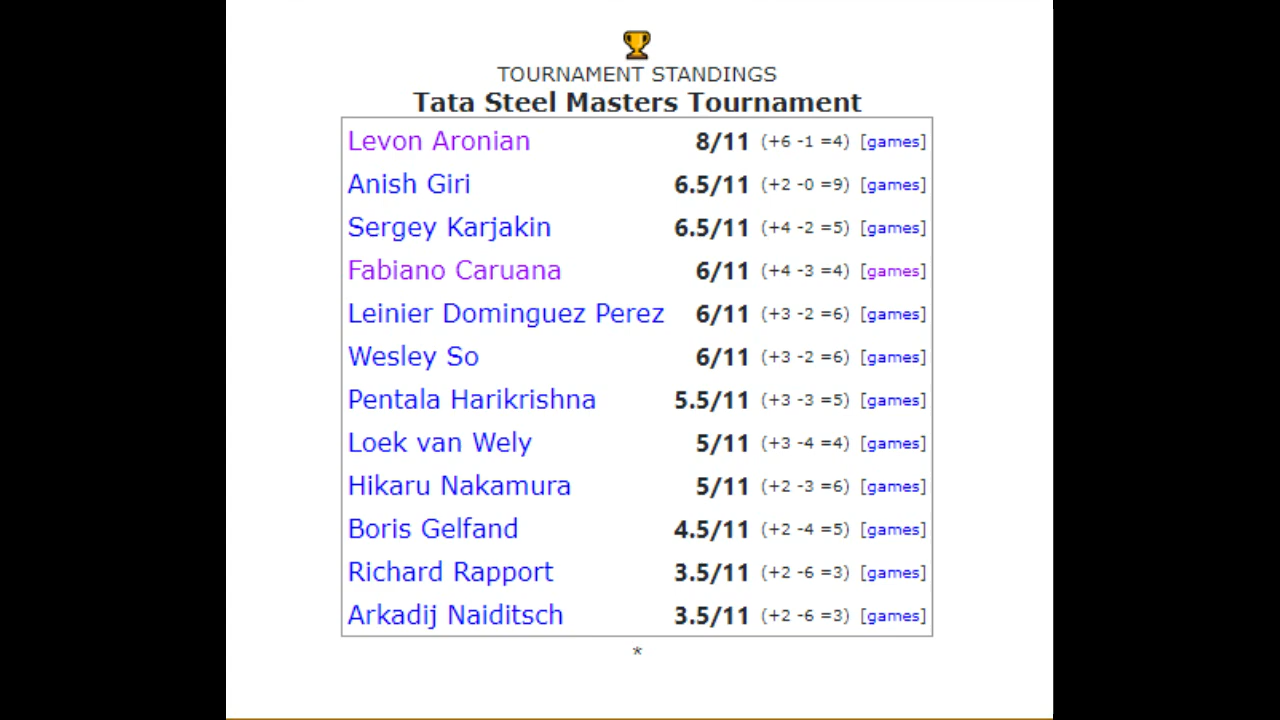 TOURNAMENT STANDINGS
Tata Steel Masters Tournament
Levon Aronian 8/11 (+6 -1 =4) [games]
Anish Giri 6.5/11 (+2 -0 =9) [games]
Sergey Karjakin 6.5/11 (+4 -2 =5) [games]
Fabiano Caruana 6/11 (+4 -3 =4) [games]
Leinier Dominguez Perez 6/11 (+3 -2 =6) [games]
Wesley So 6/11 (+3 -2 =6) [games]
Pentala Harikrishna 5.5/11 (+3 -3 =5) [games]
Loek van Wely 5/11 (+3 -4 =4) [games]
Hikaru Nakamura 5/11 (+2 -3 =6) [games]
Boris Gelfand 4.5/11 (+2 -4 =5) [games]
Richard Rapport 3.5/11 (+2 -6 =3) [games]
Arkadij Naiditsch 3.5/11 (+2 -6 =3) [games]
*